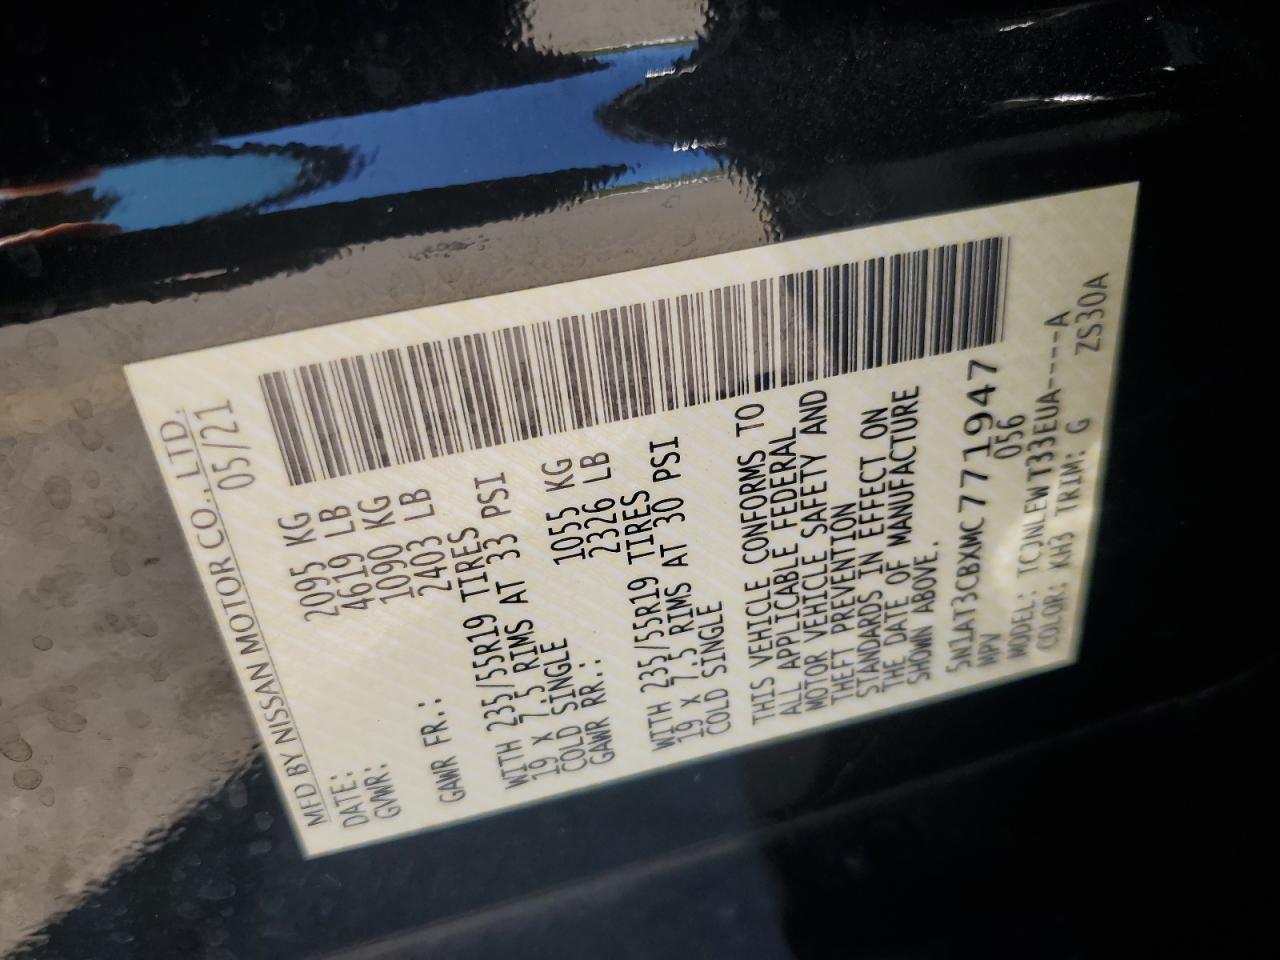 MFD BY NISSAN MOTOR CO., LTD.
DATE: 05/21
GVWR: 2095 KG
4619 LB
GAWR FR.: 1090 KG
2403 LB
WITH 235/55R19 TIRES
19 X 7.5 RIMS AT 33 PSI
COLD SINGLE
GAWR RR.: 1055 KG
2326 LB
WITH 235/55R19 TIRES
19 X 7.5 RIMS AT 30 PSI
COLD SINGLE
THIS VEHICLE CONFORMS TO
ALL APPLICABLE FEDERAL
MOTOR VEHICLE SAFETY AND
THEFT PREVENTION
STANDARDS IN EFFECT ON
THE DATE OF MANUFACTURE
SHOWN ABOVE.
5N1AT3CBXMC771947
MPV 056
MODEL: TCJNLEWT33EUA----A
COLOR: KH3 TRIM: G ZS30A